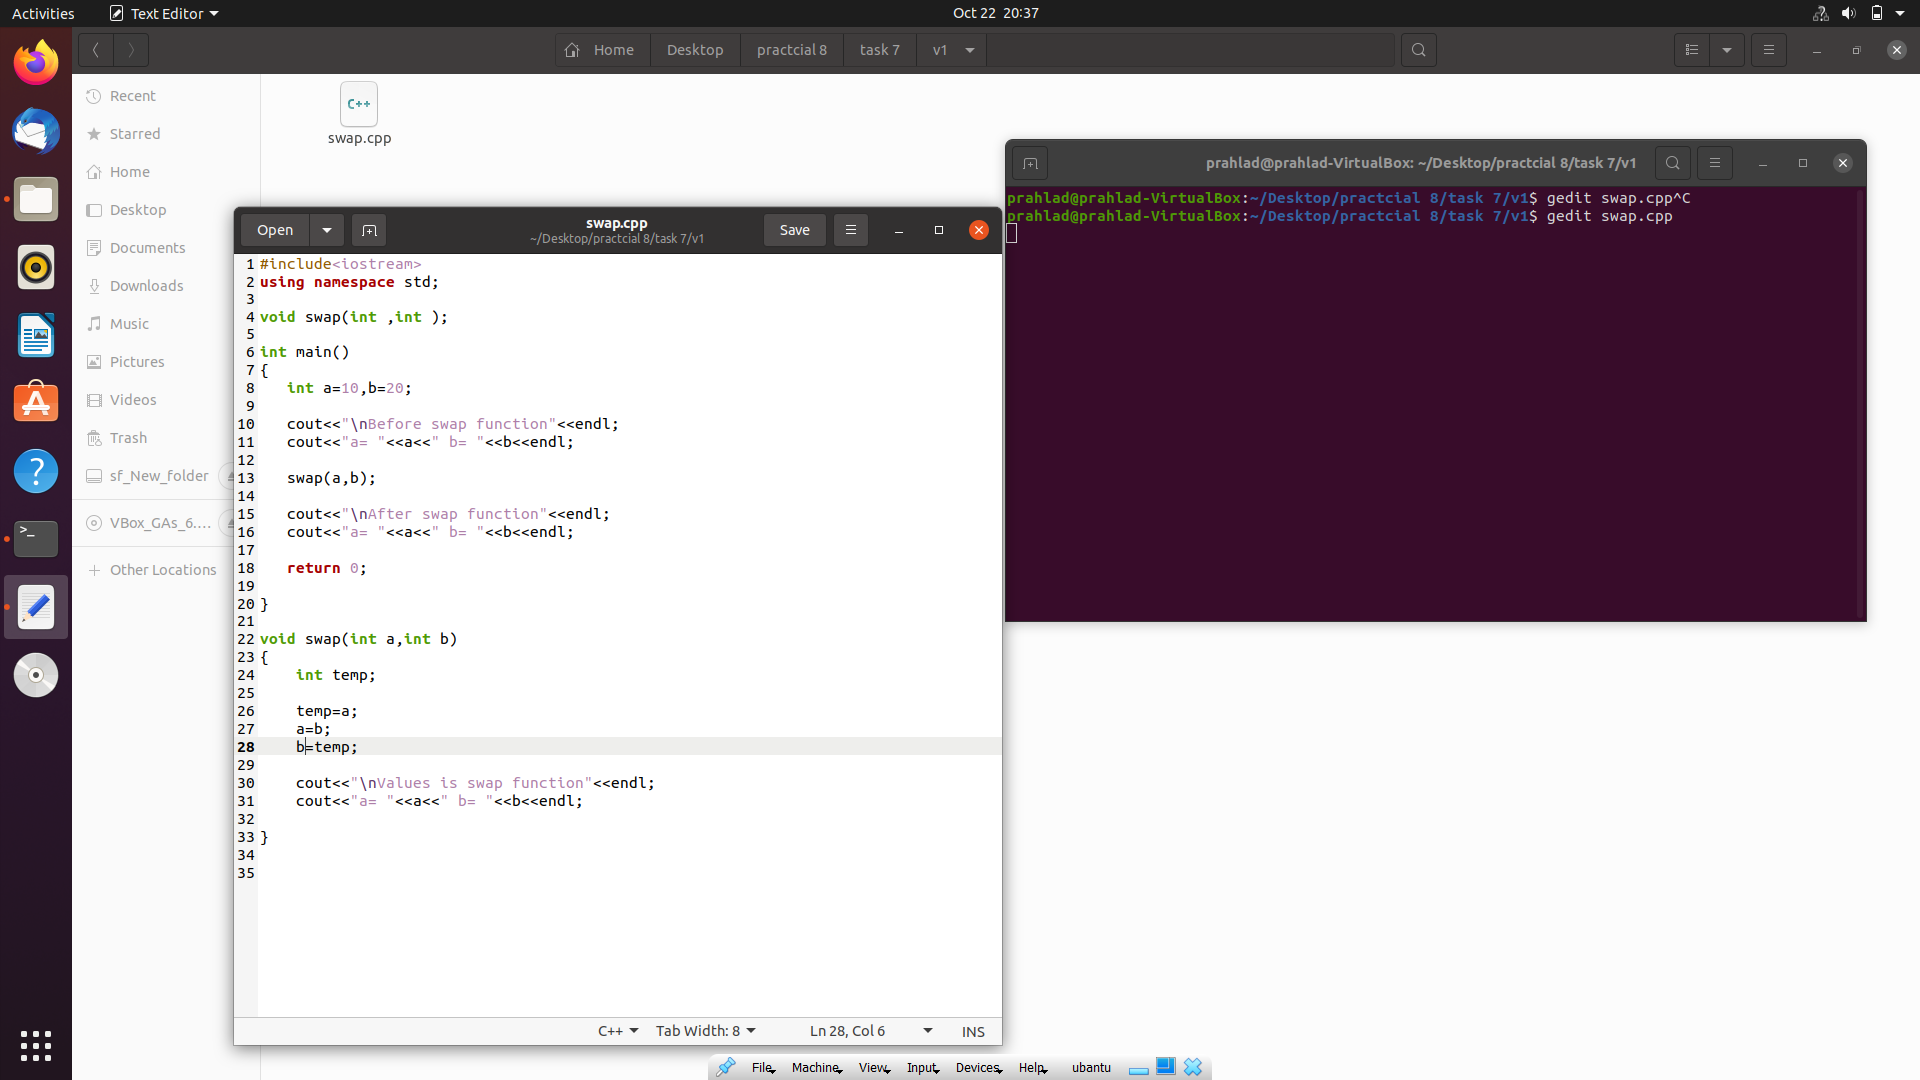 Activities
Text Editor
Oct 22 20:37
Home
Desktop
practcial 8
task 7
v1
Recent
Starred
Home
Desktop
Documents
Downloads
Music
Pictures
Videos
Trash
sf_New_folder
VBox_GAs_6....
+ Other Locations
C++
swap.cpp
prahlad@prahlad-VirtualBox: ~/Desktop/practcial 8/task 7/v1
prahlad@prahlad-VirtualBox:~/Desktop/practcial 8/task 7/v1$ gedit swap.cpp^C
prahlad@prahlad-VirtualBox:~/Desktop/practcial 8/task 7/v1$ gedit swap.cpp
Open
swap.cpp
~/Desktop/practcial 8/task 7/v1
Save
1 #include<iostream>
2 using namespace std;
3
4 void swap(int ,int );
5
6 int main()
7 {
8    int a=10,b=20;
9
10    cout<<"\nBefore swap function"<<endl;
11    cout<<"a= "<<a<<" b= "<<b<<endl;
12
13    swap(a,b);
14
15    cout<<"\nAfter swap function"<<endl;
16    cout<<"a= "<<a<<" b= "<<b<<endl;
17
18    return 0;
19
20 }
21
22 void swap(int a,int b)
23 {
24     int temp;
25
26     temp=a;
27     a=b;
28     b=temp;
29
30     cout<<"\nValues is swap function"<<endl;
31     cout<<"a= "<<a<<" b= "<<b<<endl;
32
33 }
34
35
C++
Tab Width: 8
Ln 28, Col 6
INS
File
Machine
View
Input
Devices
Help
ubantu